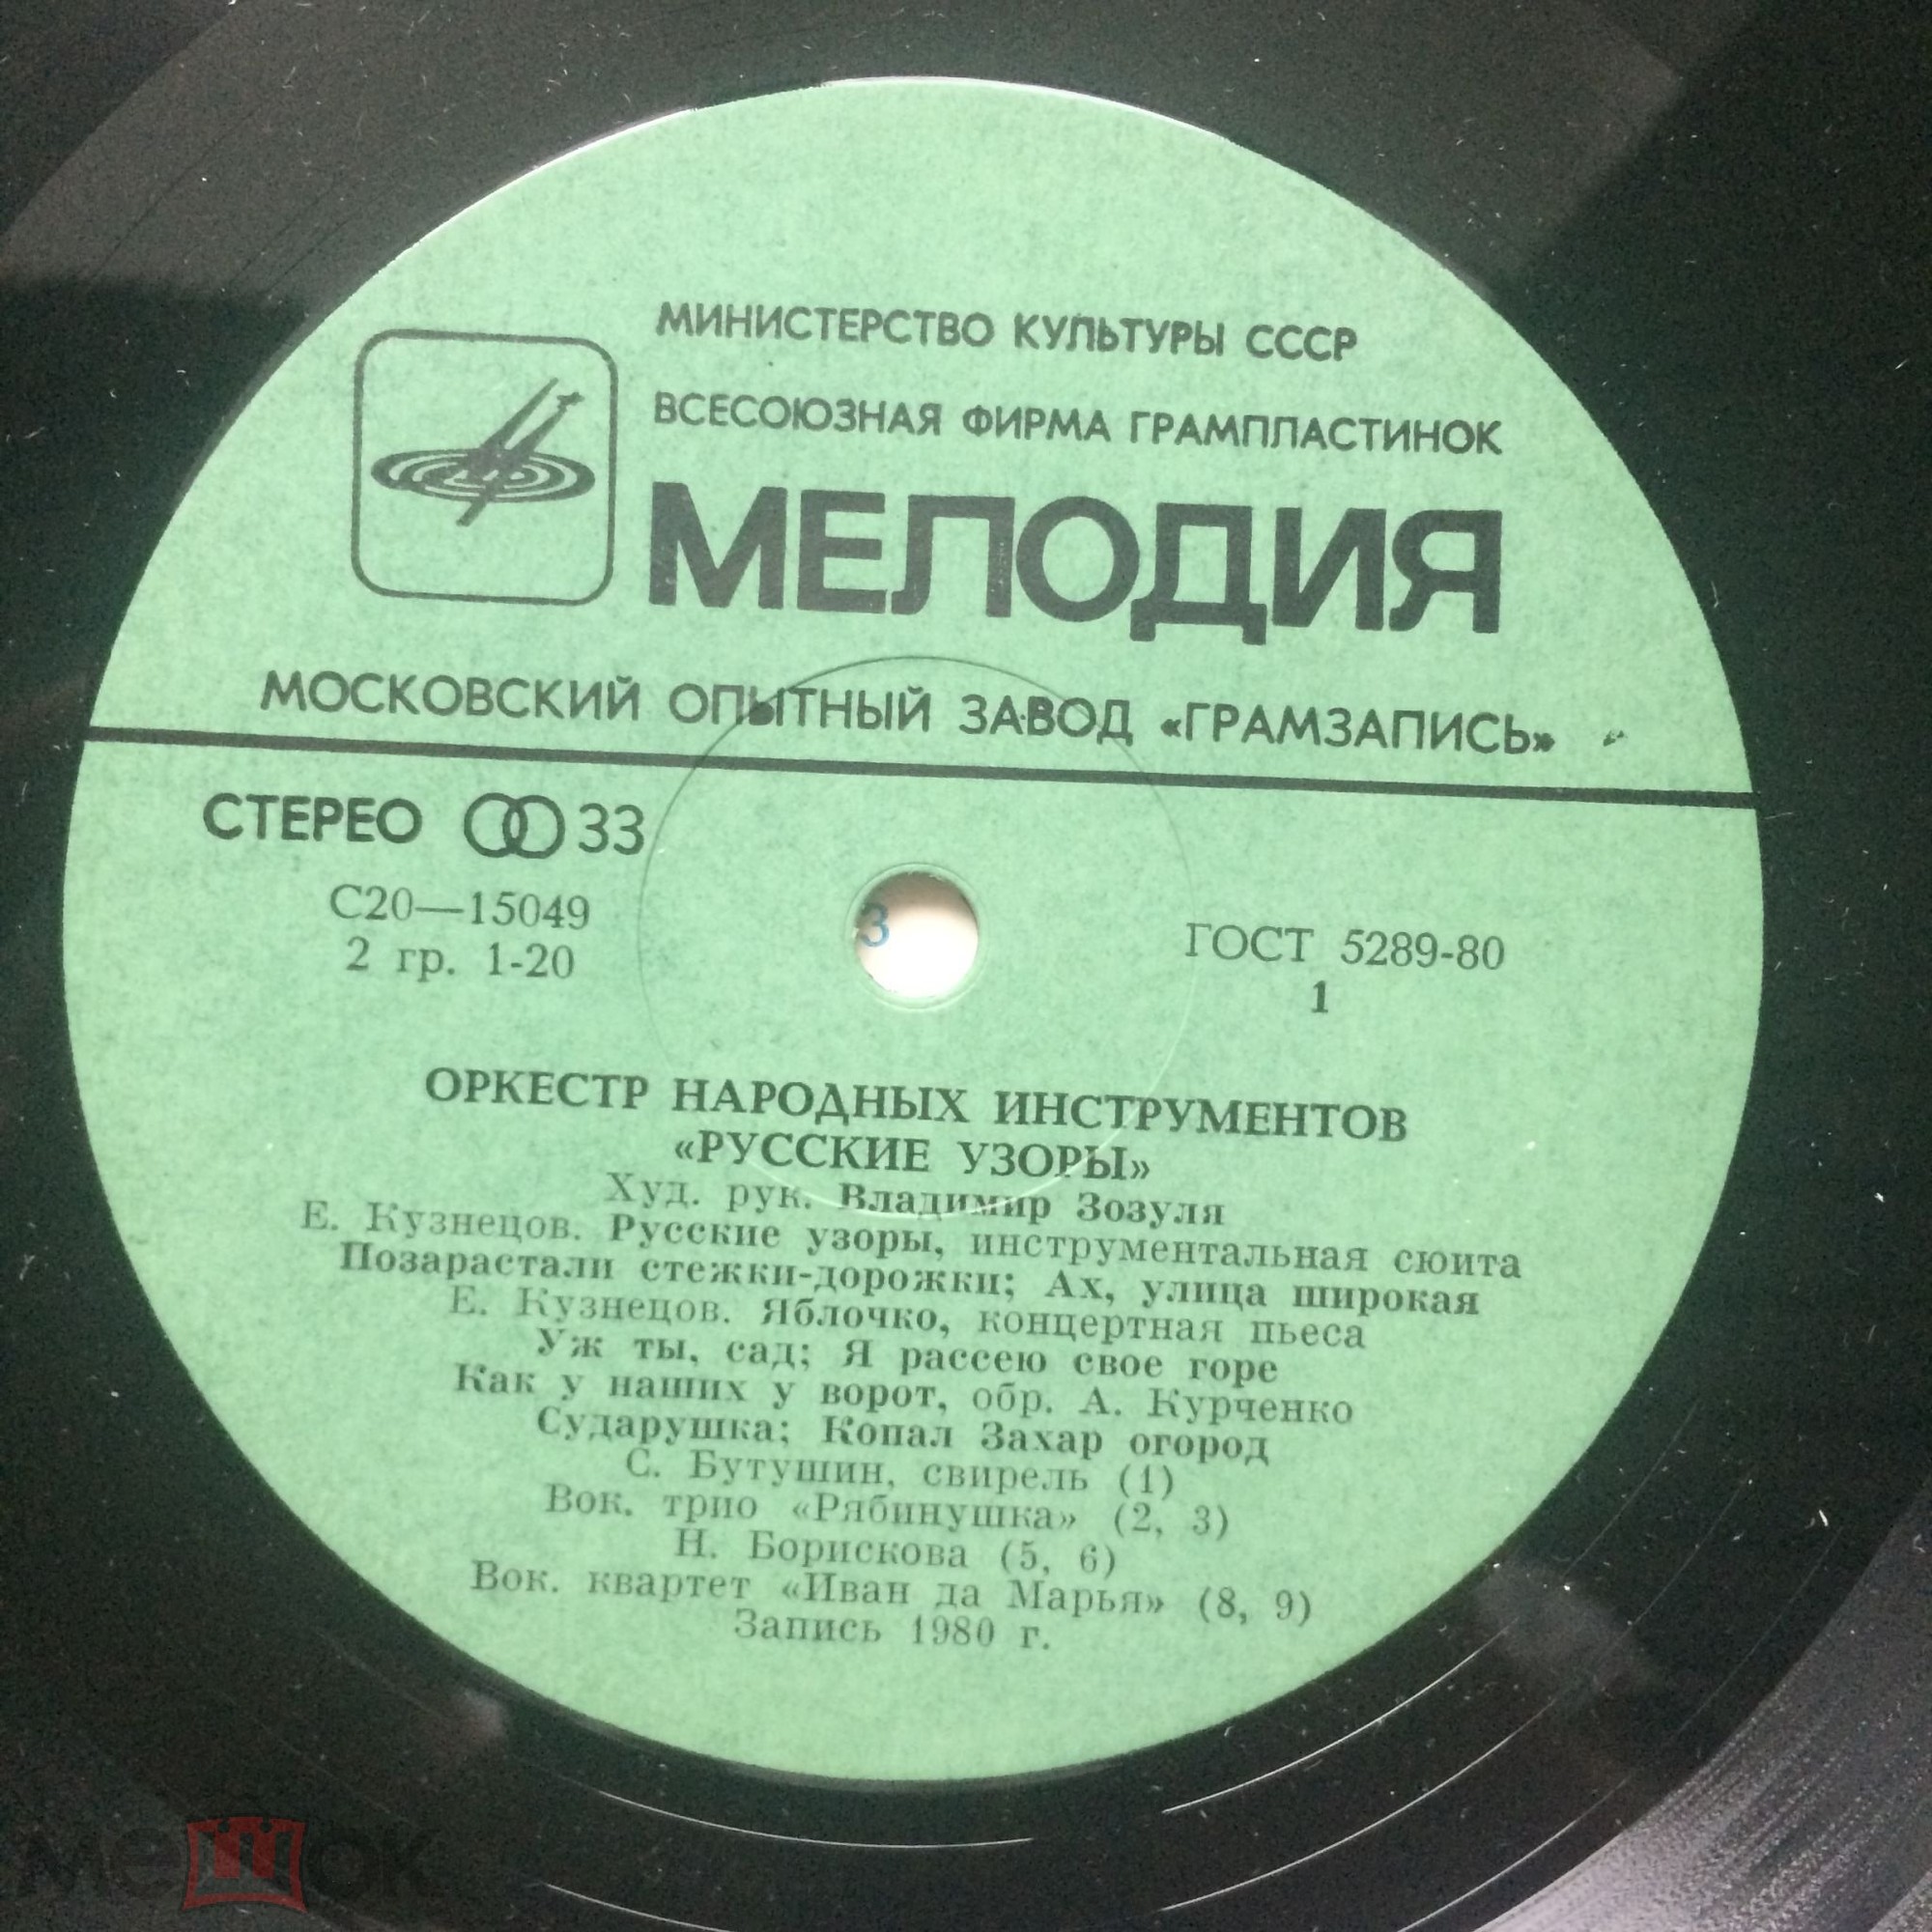 МИНИСТЕРСТВО КУЛЬТУРЫ СССР
ВСЕСОЮЗНАЯ ФИРМА ГРАМПЛАСТИНОК
МЕЛОДИЯ
МОСКОВСКИЙ ОПЫТНЫЙ ЗАВОД «ГРАМЗАПИСЬ»
СТЕРЕО 33
С20—15049
2 гр. 1-20
3
ГОСТ 5289-80
1
ОРКЕСТР НАРОДНЫХ ИНСТРУМЕНТОВ
«РУССКИЕ УЗОРЫ»
Худ. рук. Владимир Зозуля
Е. Кузнецов. Русские узоры, инструментальная сюита
Позарастали стежки-дорожки; Ах, улица широкая
Е. Кузнецов. Яблочко, концертная пьеса
Уж ты, сад; Я рассею свое горе
Как у наших у ворот, обр. А. Курченко
Сударушка; Копал Захар огород
С. Бутушин, свирель (1)
Вок. трио «Рябинушка» (2, 3)
Н. Борискова (5, 6)
Вок. квартет «Иван да Марья» (8, 9)
Запись 1980 г.
мешок